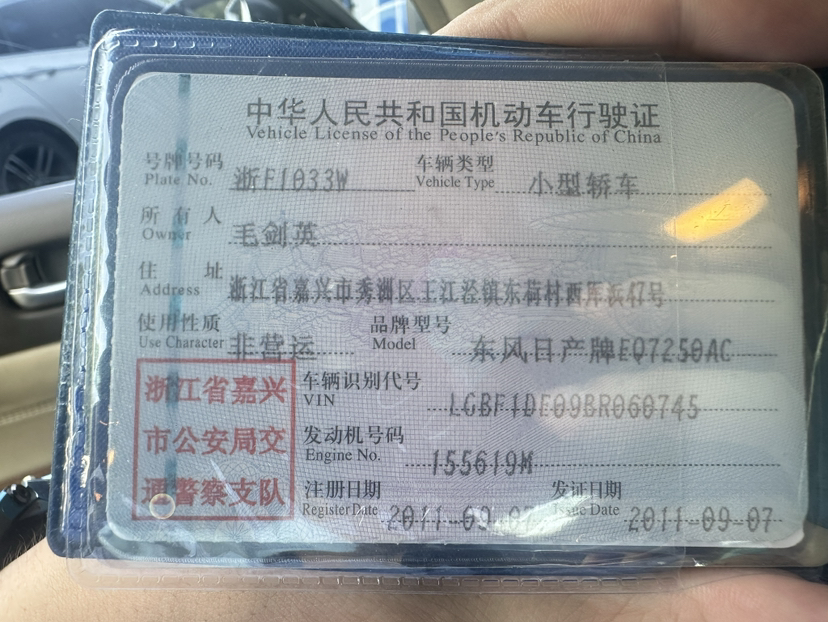 中华人民共和国机动车行驶证
Vehicle License of the People's Republic of China
号牌号码 浙F1033W 车辆类型 小型轿车
Plate No. Vehicle Type
所有人 毛剑英
Owner
住址 浙江省嘉兴市秀洲区王江泾镇东荷村西厍浜47号
Address
使用性质 非营运 品牌型号 东风日产牌EQ7250AC
Use Character Model
浙江省嘉兴
市公安局交
通警察支队
车辆识别代号 LGBF1DE09BR060745
VIN
发动机号码 155619M
Engine No.
注册日期 2011-09-07 发证日期 2011-09-07
Register Date Issue Date